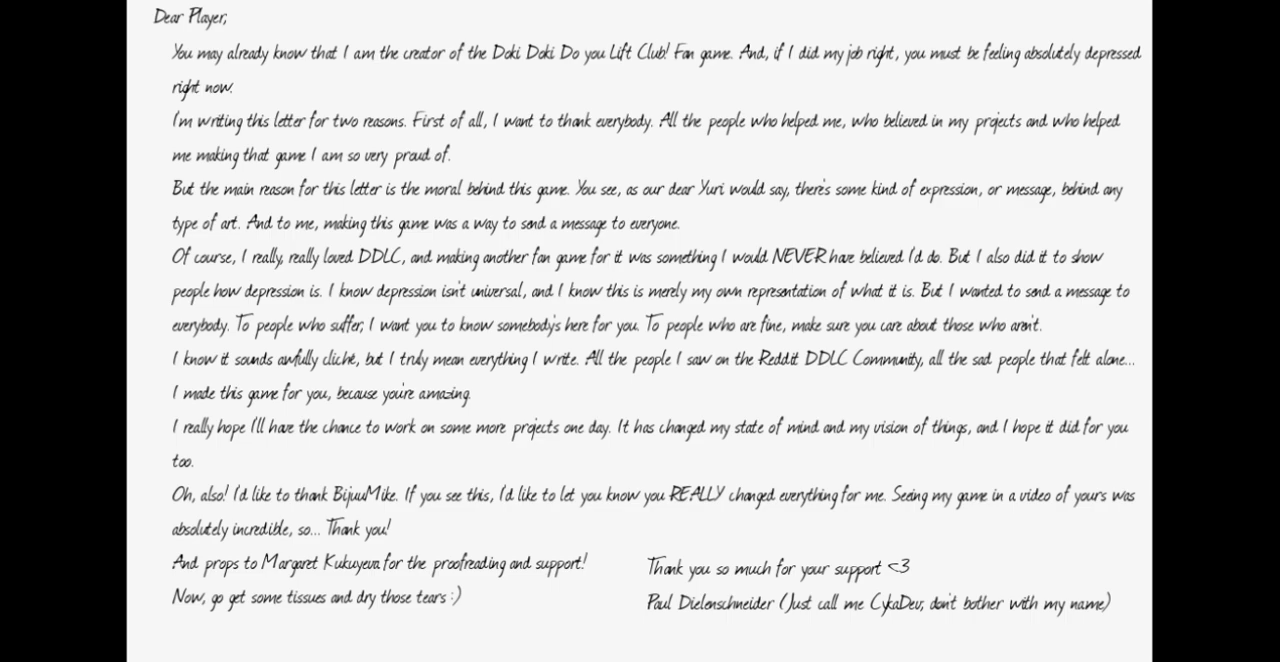 Dear Player,
You may already know that I am the creator of the Doki Doki Do you Lift Club! Fan game. And, if I did my job right, you must be feeling absolutely depressed
right now.
I'm writing this letter for two reasons. First of all, I want to thank everybody. All the people who helped me, who believed in my projects and who helped
me making that game I am so very proud of.
But the main reason for this letter is the moral behind this game. You see, as our dear Yuri would say, there's some kind of expression, or message, behind any
type of art. And to me, making this game was a way to send a message to everyone.
Of course, I really, really loved DDLC, and making another fan game for it was something I would NEVER have believed I'd do. But I also did it to show
people how depression is. I know depression isn't universal, and I know this is merely my own representation of what it is. But I wanted to send a message to
everybody. To people who suffer, I want you to know somebody's here for you. To people who are fine, make sure you care about those who aren't.
I know it sounds awfully cliché, but I truly mean everything I write. All the people I saw on the Reddit DDLC Community, all the sad people that felt alone...
I made this game for you, because you're amazing.
I really hope I'll have the chance to work on some more projects one day. It has changed my state of mind and my vision of things, and I hope it did for you
too.
Oh, also! I'd like to thank BijuuMike. If you see this, I'd like to let you know you REALLY changed everything for me. Seeing my game in a video of yours was
absolutely incredible, so... Thank you!
And props to Margaret Kukuyeva for the proofreading and support!
Now, go get some tissues and dry those tears :)
Thank you so much for your support <3
Paul Dielenschneider (Just call me CykaDev, don't bother with my name)